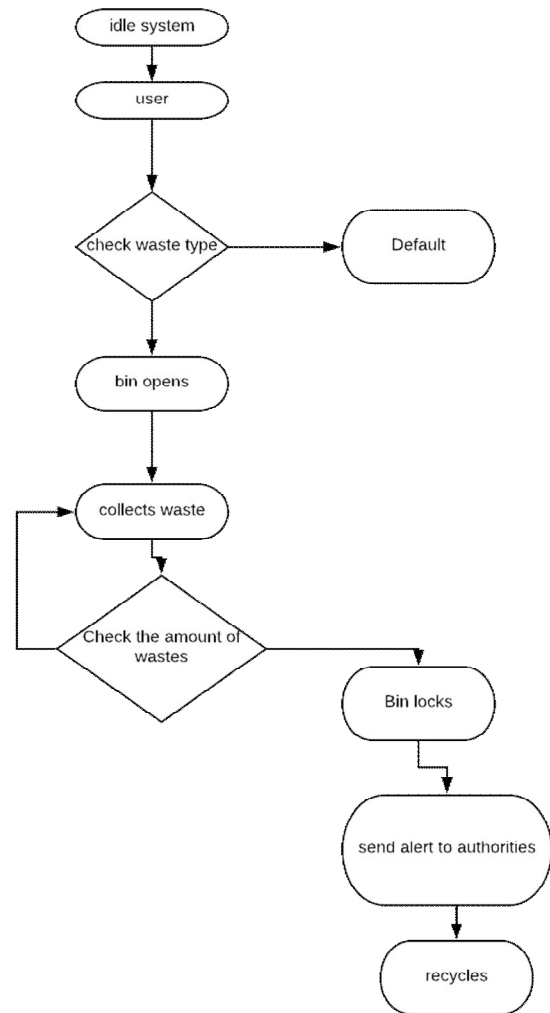 idle system
user
check waste type
Default
bin opens
collects waste
Check the amount of
wastes
Bin locks
send alert to authorities
recycles